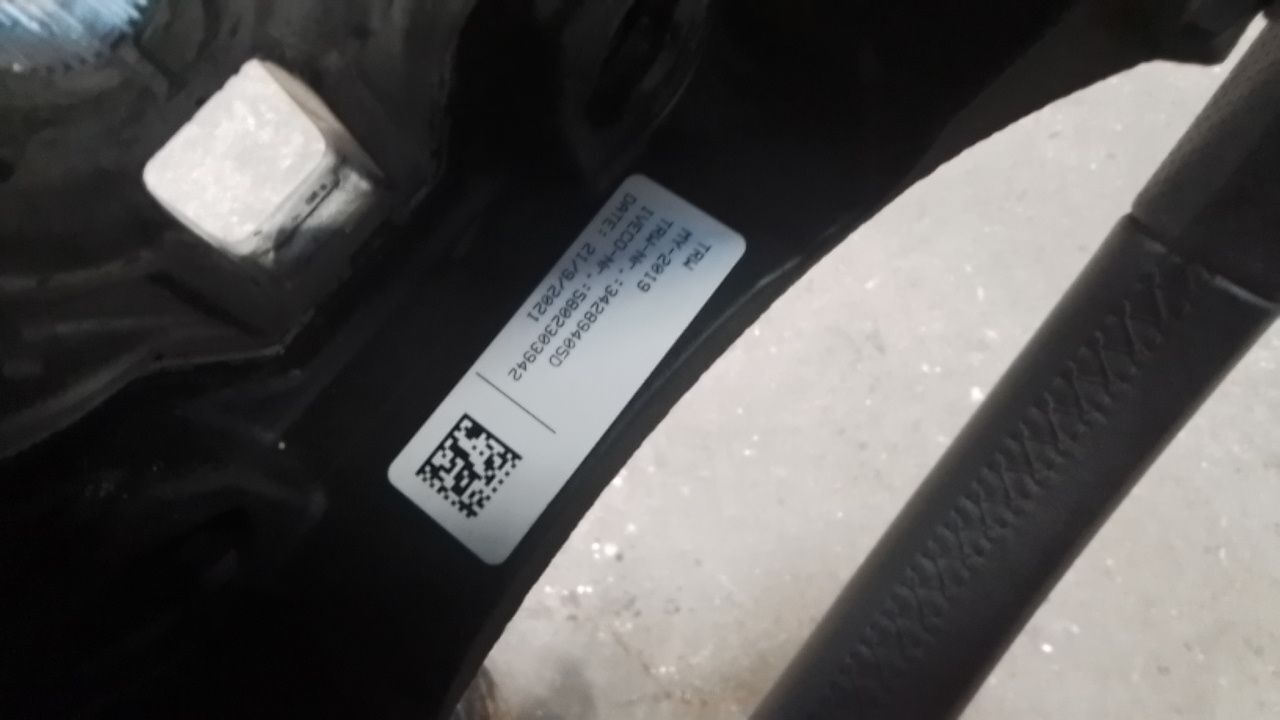 TRW
MY-2019
TRW-Nr.:34289405D
IVECO-Nr.:5802303942
DATE: 21/9/2021